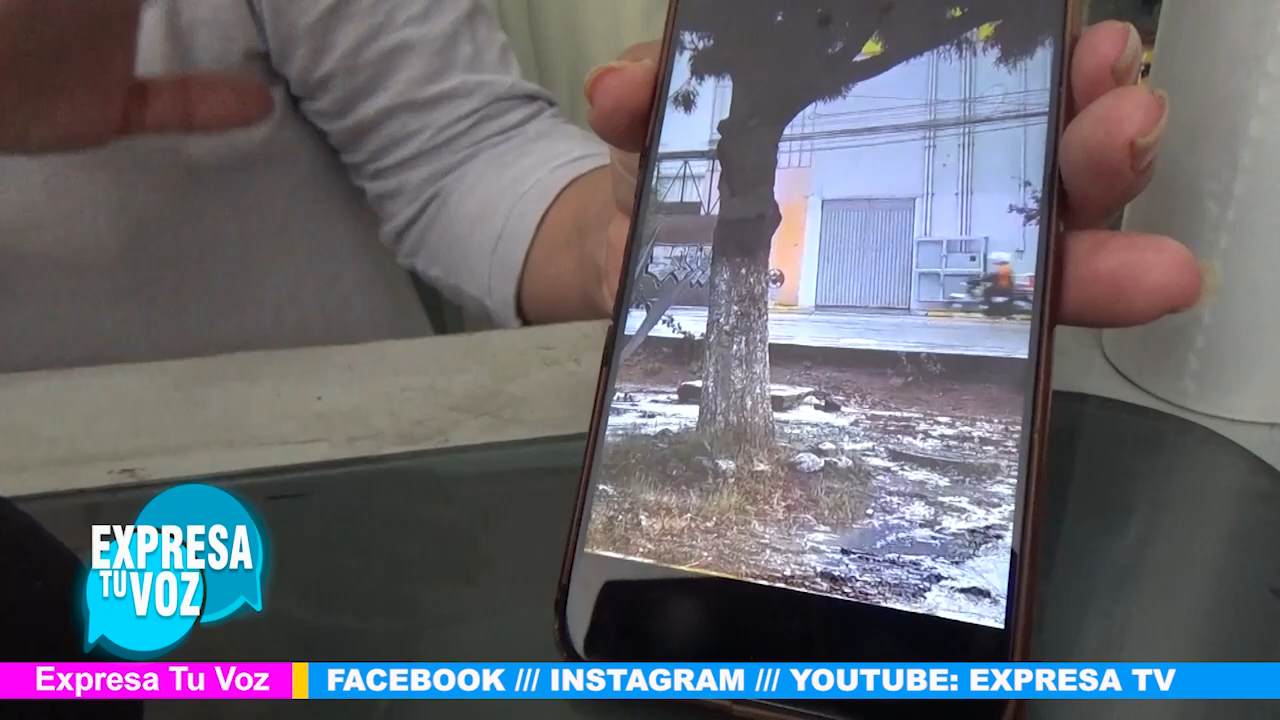 EXPRESA
TU VOZ
Expresa Tu Voz
FACEBOOK /// INSTAGRAM /// YOUTUBE: EXPRESA TV